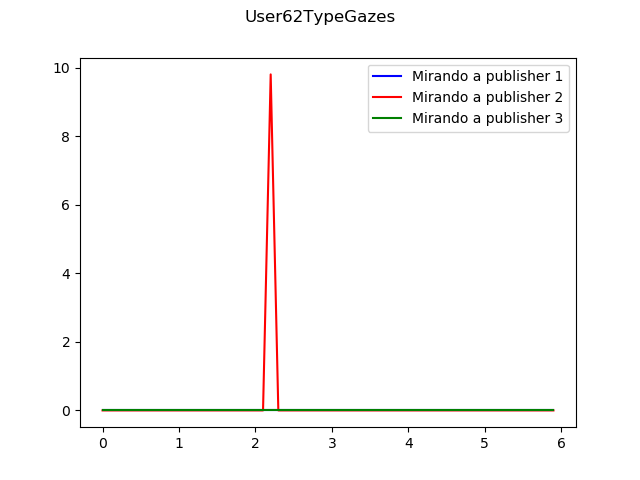 User62TypeGazes
Mirando a publisher 1
Mirando a publisher 2
Mirando a publisher 3
10
8
6
4
2
0
0 1 2 3 4 5 6